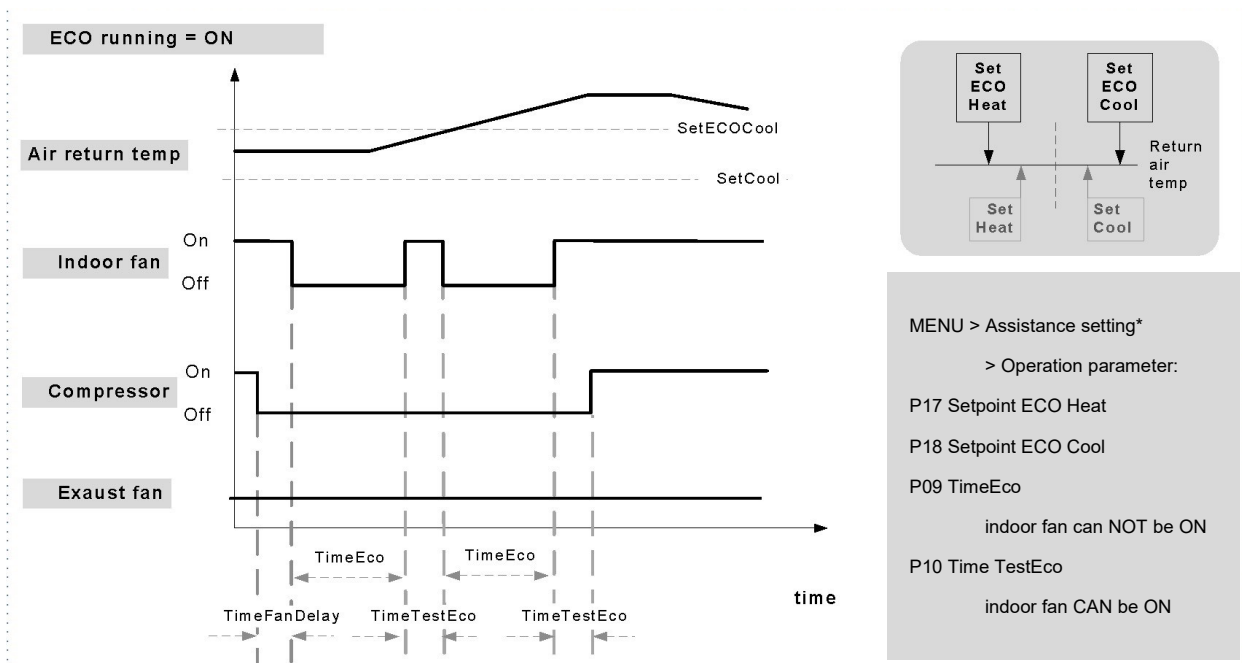 ECO running = ON
SetECOCool
Air return temp
SetCool
On
Indoor fan
Off
On
Compressor
Off
Exaust fan
TimeEco
TimeEco
time
TimeFanDelay
TimeTestEco
TimeTestEco
Set
ECO
Heat
Set
ECO
Cool
Return
air
temp
Set
Heat
Set
Cool
MENU > Assistance setting*
> Operation parameter:
P17 Setpoint ECO Heat
P18 Setpoint ECO Cool
P09 TimeEco
indoor fan can NOT be ON
P10 Time TestEco
indoor fan CAN be ON